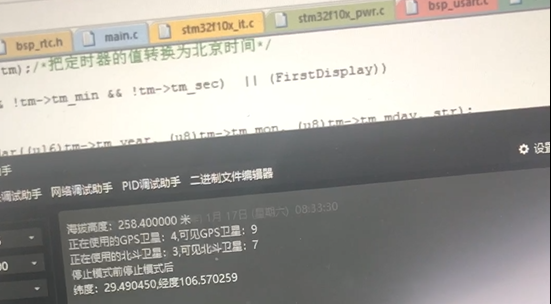 bsp_rtc.h main.c stm32f10x_it.c stm32f10x_pwr.c bsp_usart.c
tm);/*把定时器的值转换为北京时间*/
& !tm->tm_min && !tm->tm_sec) || (FirstDisplay))
ar((u16)tm->tm_year, (u8)tm->tm_mon, (u8)tm->tm_mday, str);
手
设
调试助手 网络调试助手 PID调试助手 二进制文件编辑器
海拔高度：258.400000 米 1月 17日 (星期六) 08:33:30
正在使用的GPS卫星：4,可见GPS卫星：9
正在使用的北斗卫星：3,可见北斗卫星：7
停止模式前停止模式后
纬度：29.490450,经度106.570259
00